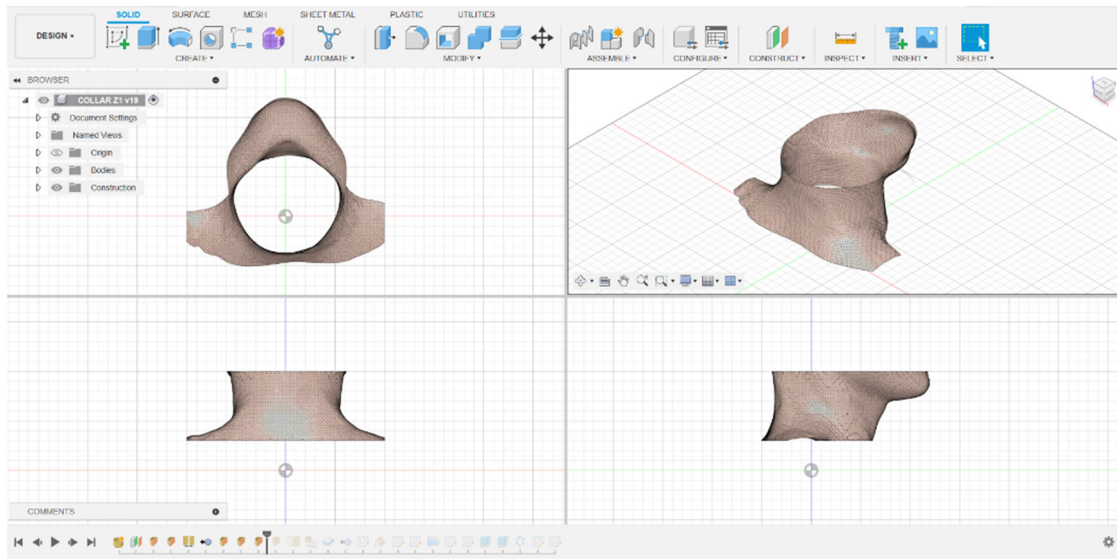 SOLID SURFACE MESH SHEET METAL PLASTIC UTILITIES
DESIGN
CREATE AUTOMATE MODIFY ASSEMBLE CONFIGURE CONSTRUCT INSPECT INSERT SELECT
BROWSER
COLLAR Z1 v19
Document Settings
Named Views
Origin
Bodies
Construction
COMMENTS